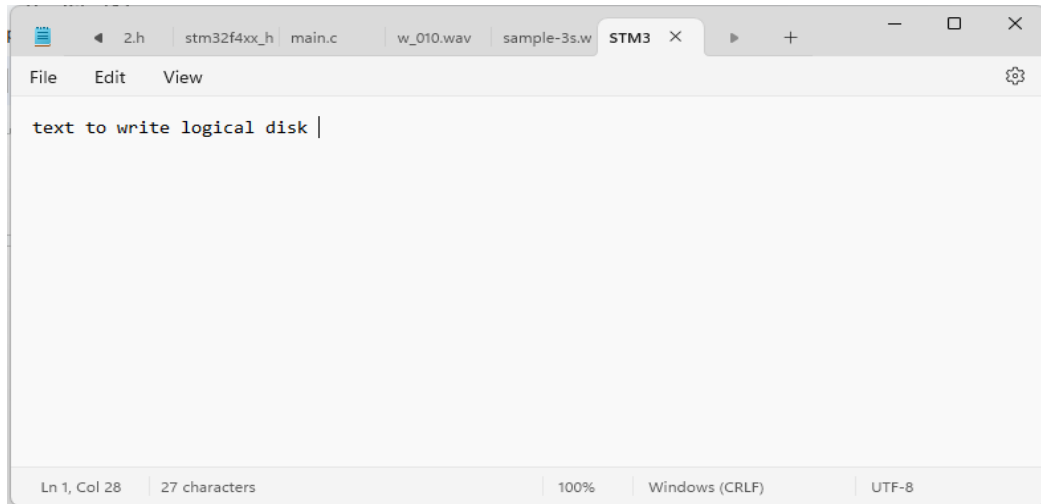 2.h stm32f4xx_h main.c w_010.wav sample-3s.w STM3
File Edit View
text to write logical disk
Ln 1, Col 28 27 characters 100% Windows (CRLF) UTF-8